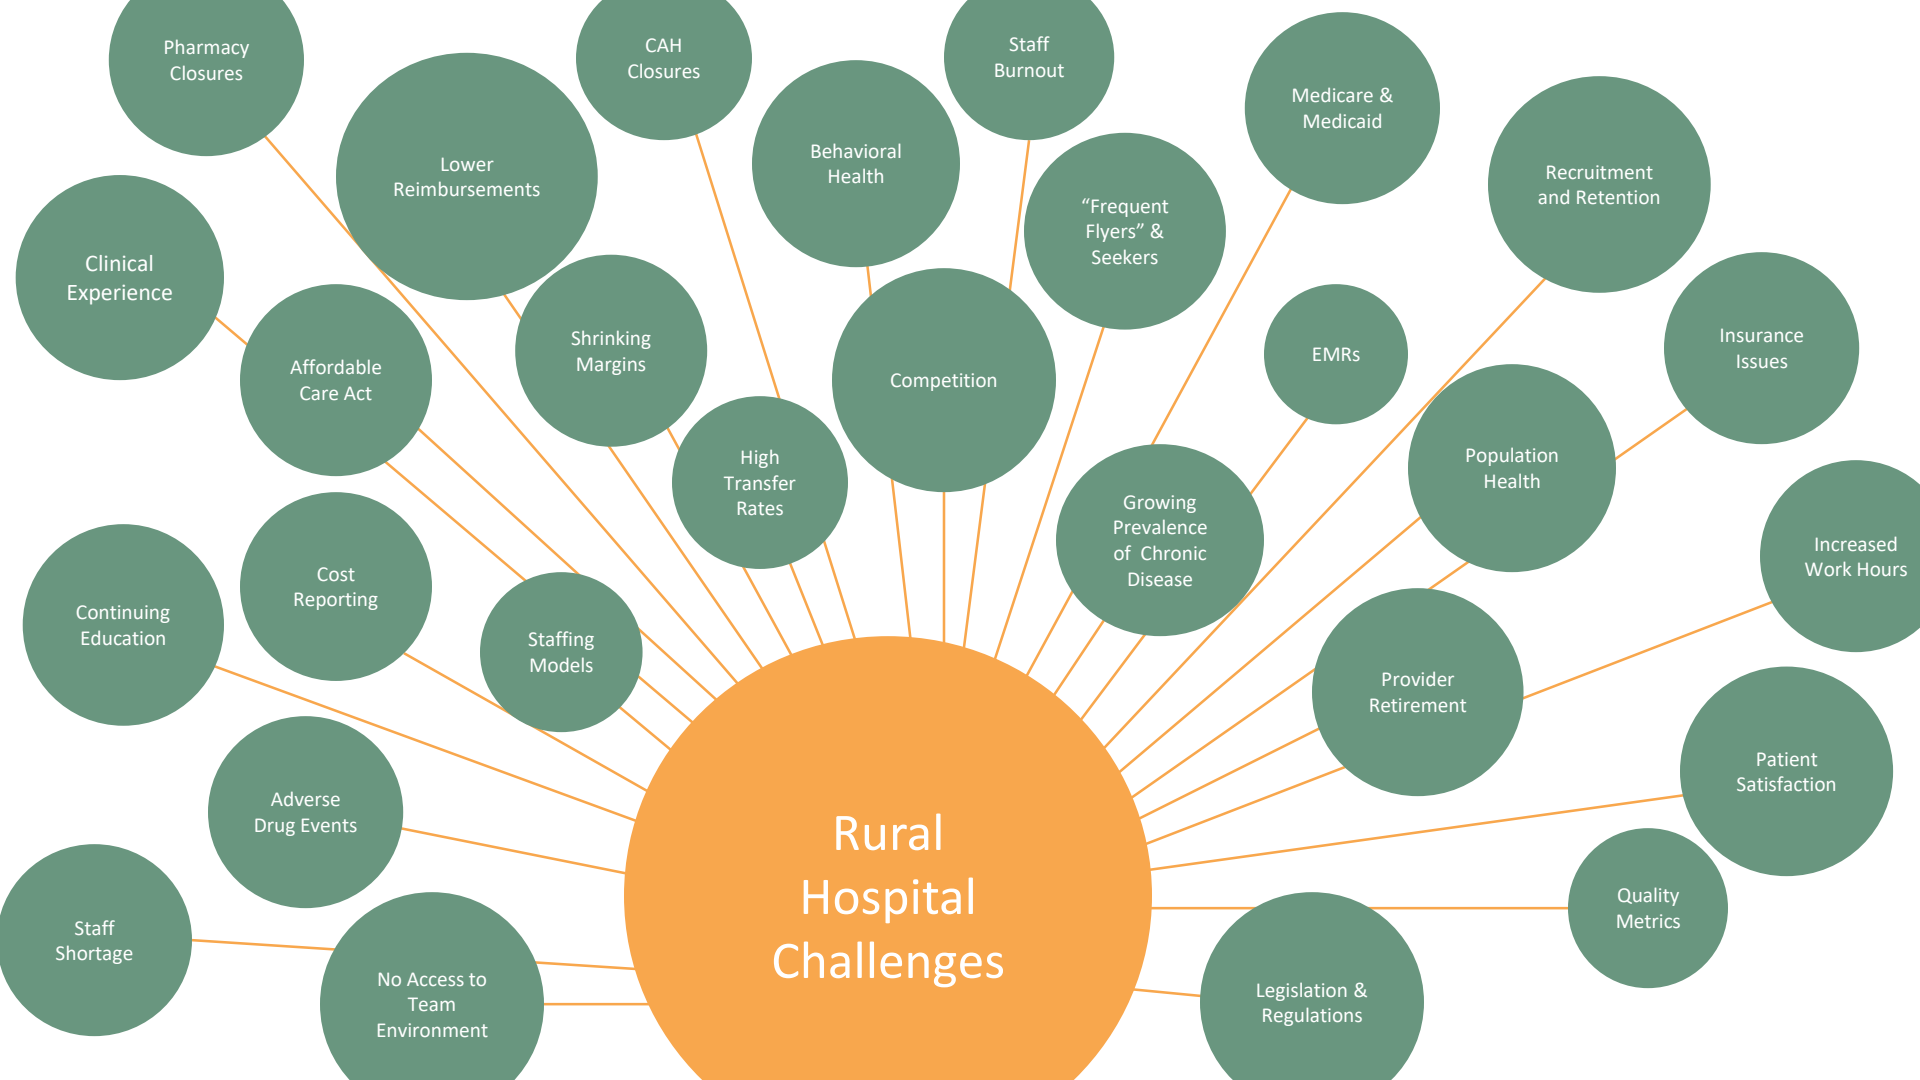 Pharmacy
Closures
CAH
Closures
Staff
Burnout
Medicare &
Medicaid
Lower
Reimbursements
Behavioral
Health
Recruitment
and Retention
“Frequent
Flyers” &
Seekers
Clinical
Experience
Affordable
Care Act
Shrinking
Margins
Competition
EMRs
Insurance
Issues
High
Transfer
Rates
Population
Health
Growing
Prevalence
of  Chronic
Disease
Increased
Work Hours
Cost
Reporting
Continuing
Education
Staffing
Models
Provider
Retirement
Patient
Satisfaction
Adverse
Drug Events
Rural
Hospital
Challenges
Quality
Metrics
Staff
Shortage
No Access to
Team
Environment
Legislation &
Regulations